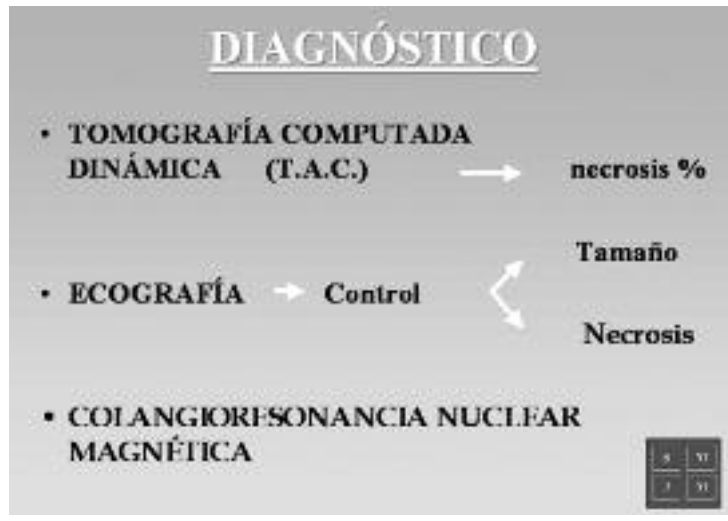 DIAGNÓSTICO
• TOMOGRAFÍA COMPUTADA
DINÁMICA (T.A.C.) necrosis %
Tamaño
• ECOGRAFÍA Control
Necrosis
• COLANGIORESONANCIA NUCLEAR
MAGNÉTICA